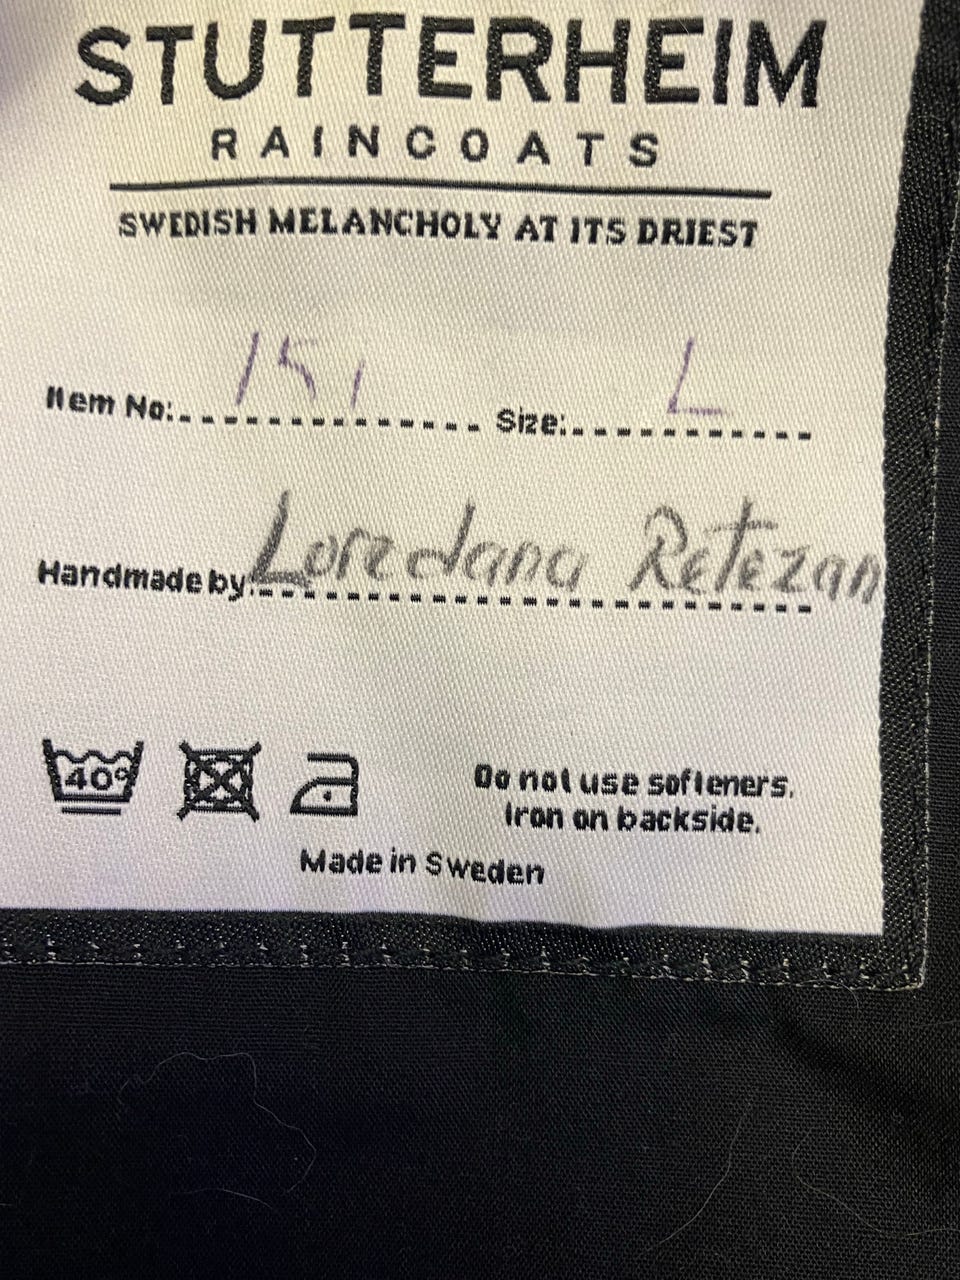 STUTTERHEIM
RAINCOATS
SWEDISH MELANCHOLY AT ITS DRIEST
Item No: 151 Size: L
Handmade by: Loredana Retezan
40°
Do not use softeners.
Iron on backside.
Made in Sweden